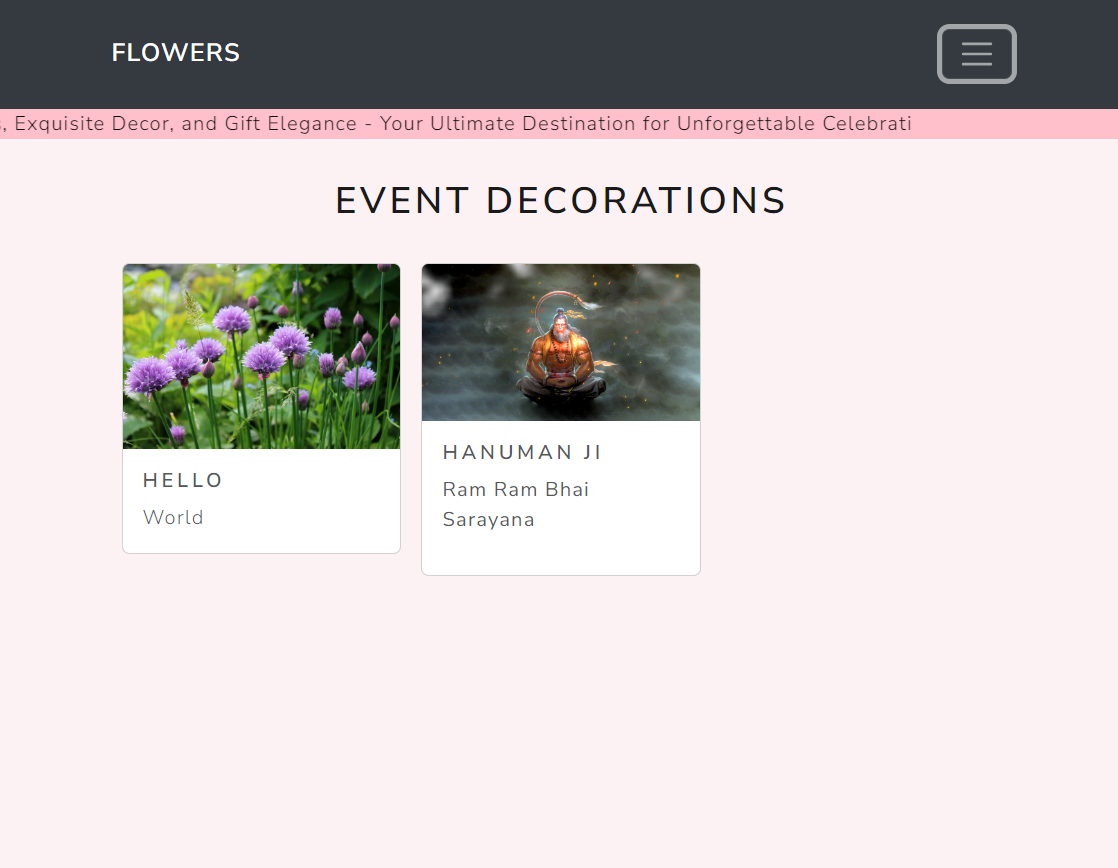 FLOWERS
, Exquisite Decor, and Gift Elegance - Your Ultimate Destination for Unforgettable Celebrati
EVENT DECORATIONS
HELLO
World
HANUMAN JI
Ram Ram Bhai
Sarayana